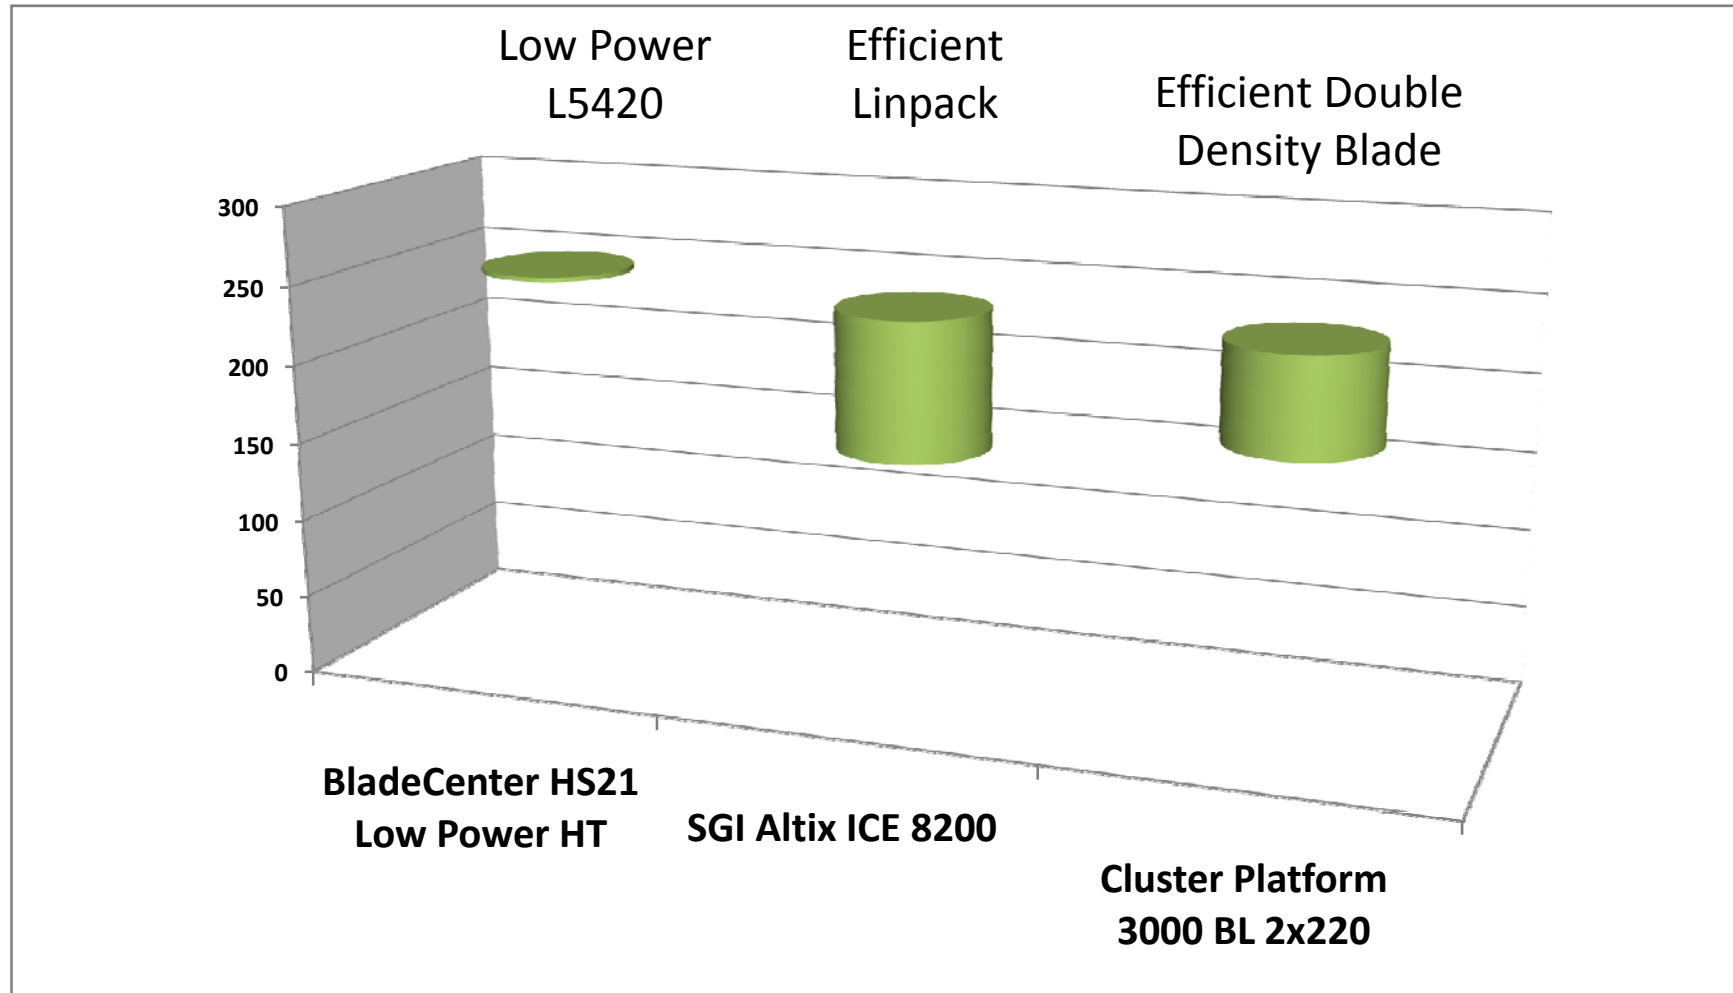 Low Power
L5420
Efficient
Linpack
Efficient Double
Density Blade
300
250
200
150
100
50
0
BladeCenter HS21
Low Power HT
SGI Altix ICE 8200
Cluster Platform
3000 BL 2x220